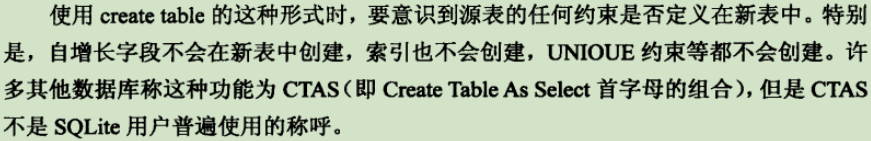 使用 create table 的这种形式时，要意识到源表的任何约束是否定义在新表中。特别
是，自增长字段不会在新表中创建，索引也不会创建，UNIOUE 约束等都不会创建。许
多其他数据库称这种功能为 CTAS（即 Create Table As Select 首字母的组合），但是 CTAS
不是 SQLite 用户普遍使用的称呼。